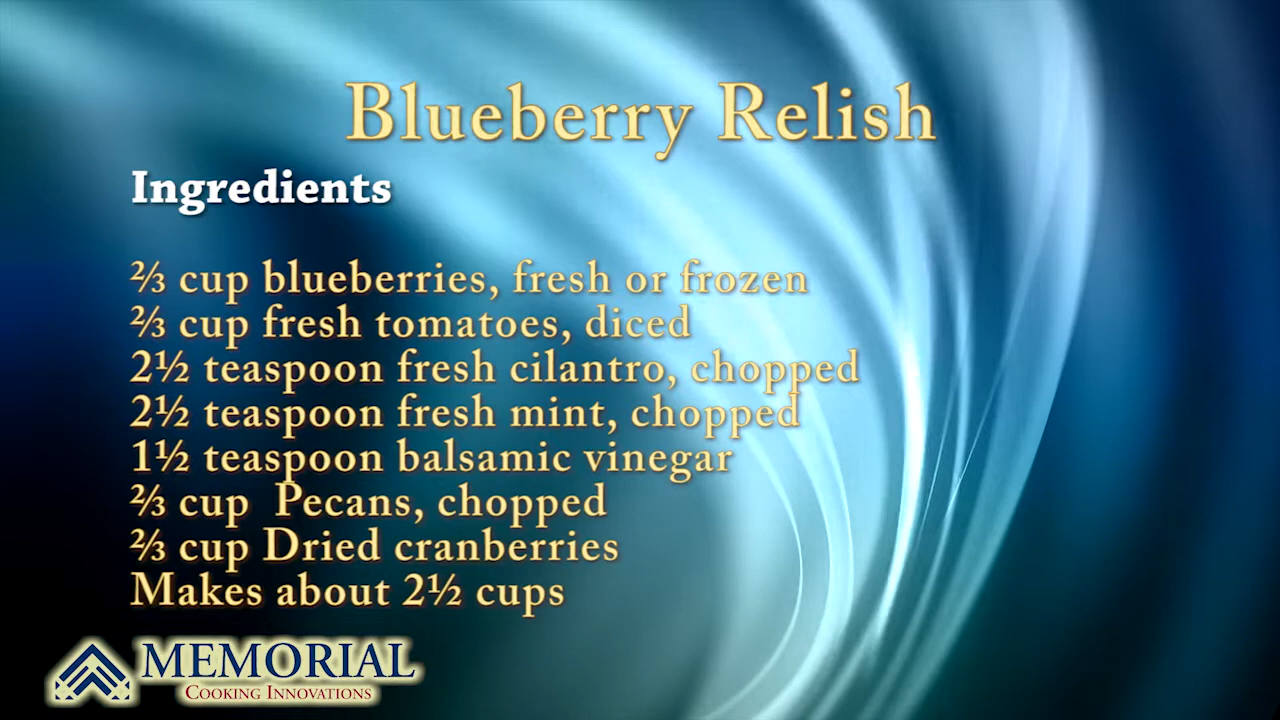 Blueberry Relish
Ingredients
⅔ cup blueberries, fresh or frozen
⅔ cup fresh tomatoes, diced
2½ teaspoon fresh cilantro, chopped
2½ teaspoon fresh mint, chopped
1½ teaspoon balsamic vinegar
⅔ cup  Pecans, chopped
⅔ cup Dried cranberries
Makes about 2½ cups
MEMORIAL
COOKING INNOVATIONS